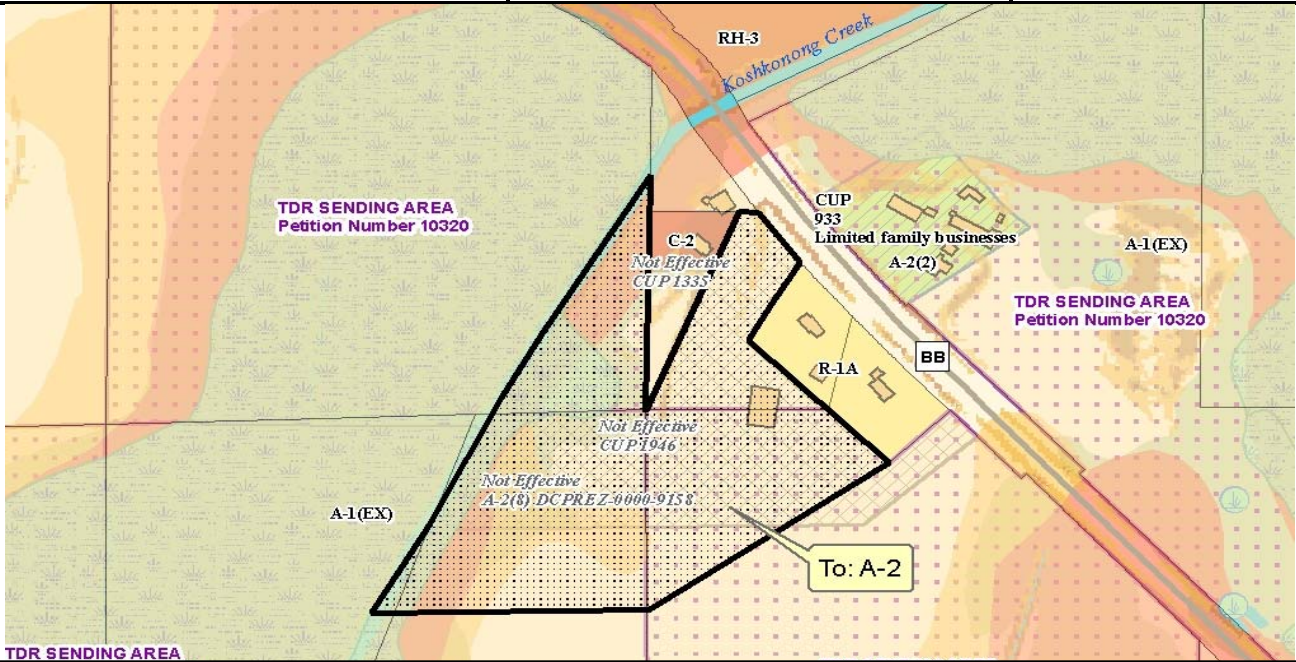 RH-3
Koshkonong Creek
TDR SENDING AREA
Petition Number 10320
CUP
933
Limited family businesses
A-2(2)
A-1(EX)
C-2
Not Effective
CUP 1335
TDR SENDING AREA
Petition Number 10320
BB
R-1A
Not Effective
CUP 1946
Not Effective
A-2(8) DCPREZ-0000-9158
A-1(EX)
To: A-2
TDR SENDING AREA